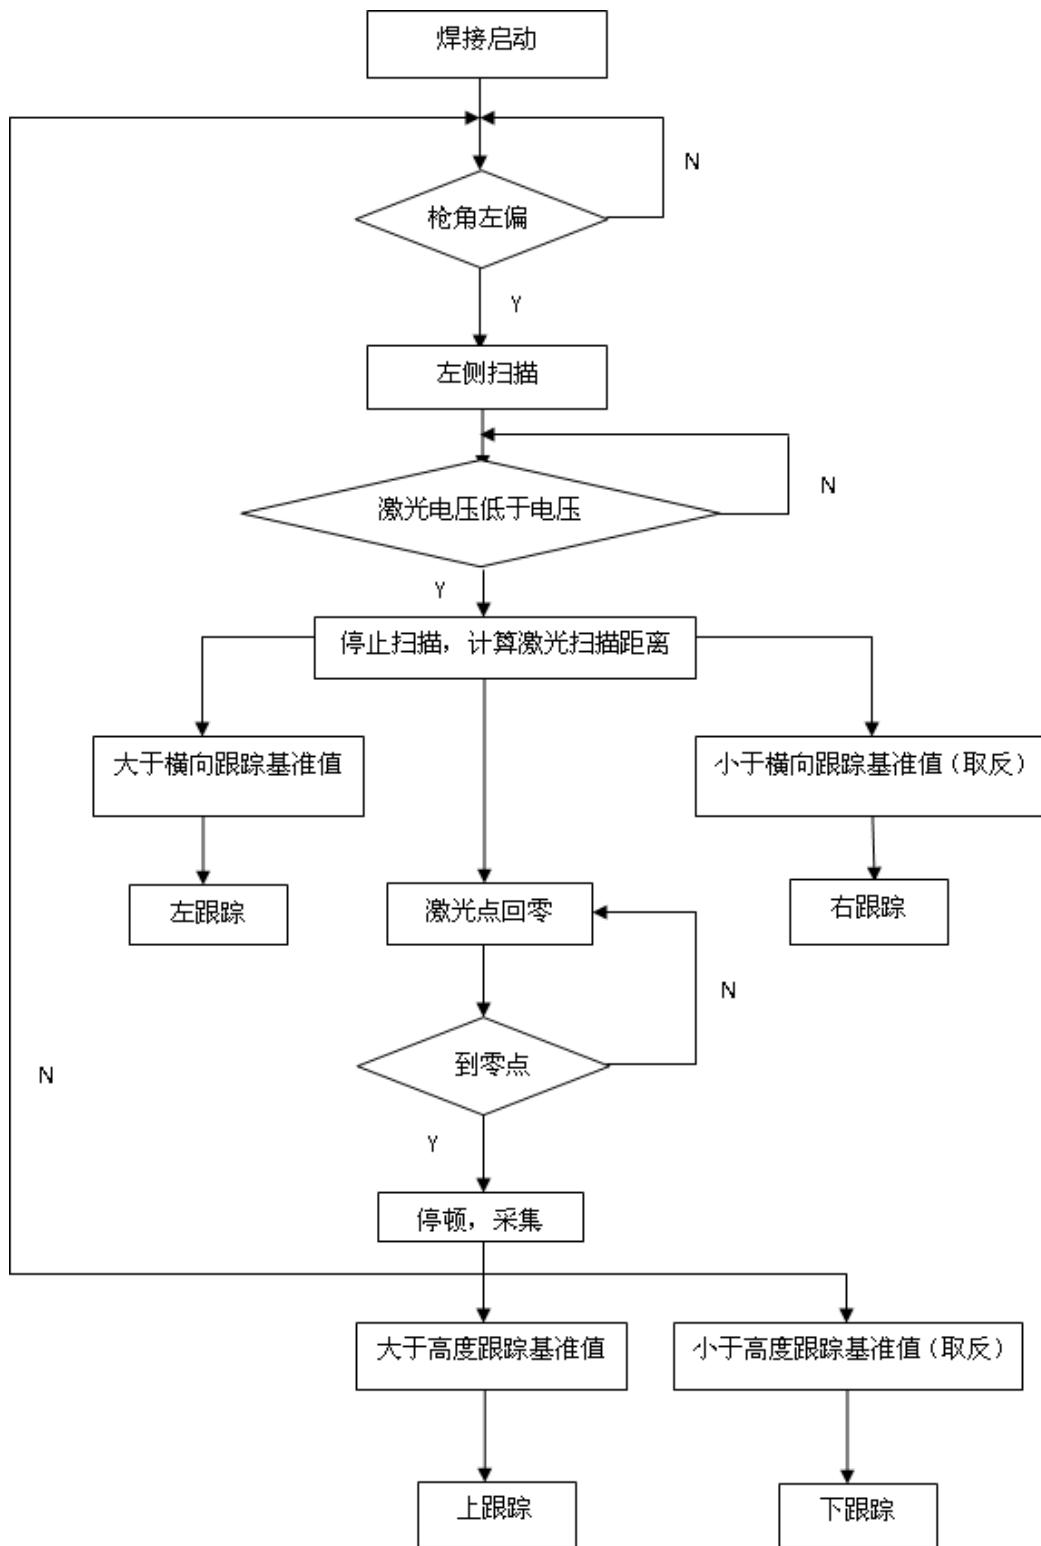 焊接启动
N
枪角左偏
Y
左侧扫描
N
激光电压低于电压
Y
停止扫描，计算激光扫描距离
大于横向跟踪基准值
小于横向跟踪基准值（取反）
左跟踪
激光点回零
右跟踪
N
到零点
N
Y
停顿，采集
大于高度跟踪基准值
小于高度跟踪基准值（取反）
上跟踪
下跟踪